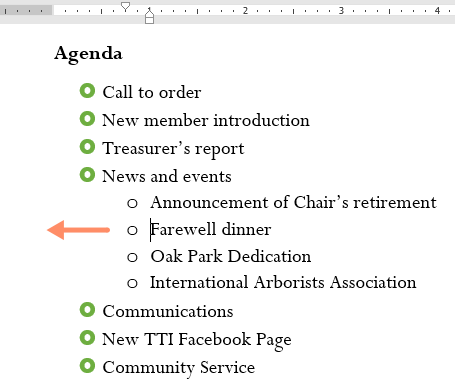 1 2 3 4
Agenda
Call to order
New member introduction
Treasurer’s report
News and events
o Announcement of Chair’s retirement
o Farewell dinner
o Oak Park Dedication
o International Arborists Association
Communications
New TTI Facebook Page
Community Service